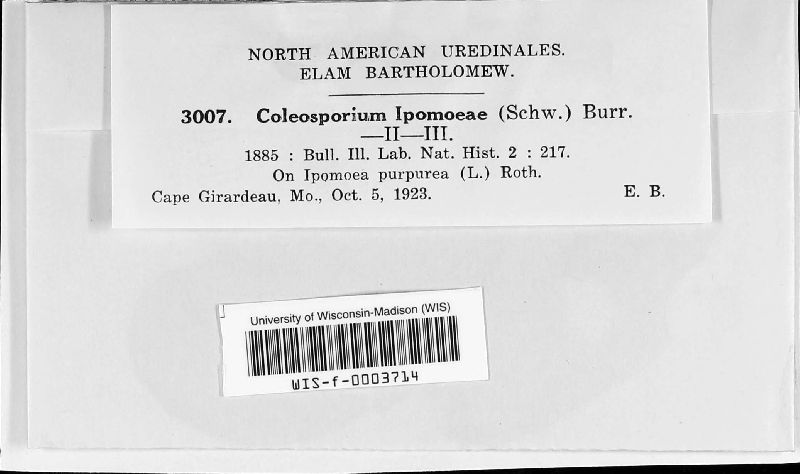 NORTH AMERICAN UREDINALES.
ELAM BARTHOLOMEW.
3007. Coleosporium Ipomoeae (Schw.) Burr.
—II—III.
1885 : Bull. Ill. Lab. Nat. Hist. 2 : 217.
On Ipomoea purpurea (L.) Roth.
Cape Girardeau, Mo., Oct. 5, 1923. E. B.
University of Wisconsin-Madison (WIS)
WIS-f-0003714